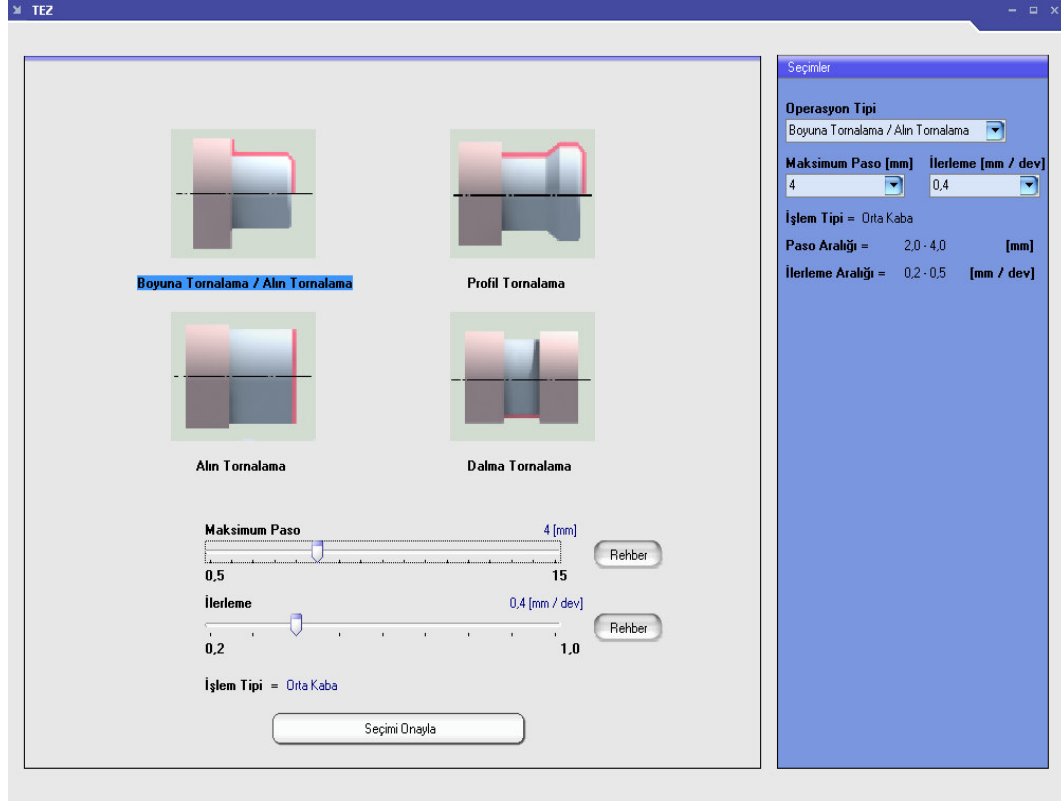 TEZ
Boyuna Tornalama / Alın Tornalama
Profil Tornalama
Alın Tornalama
Dalma Tornalama
Maksimum Paso 4 [mm]
Rehber
0,5 15
İlerleme 0,4 [mm / dev]
Rehber
0,2 1,0
İşlem Tipi = Orta Kaba
Seçimi Onayla
Seçimler
Operasyon Tipi
Boyuna Tornalama / Alın Tornalama
Maksimum Paso [mm] İlerleme [mm / dev]
4 0,4
İşlem Tipi = Orta Kaba
Paso Aralığı = 2,0 - 4,0 [mm]
İlerleme Aralığı = 0,2 - 0,5 [mm / dev]